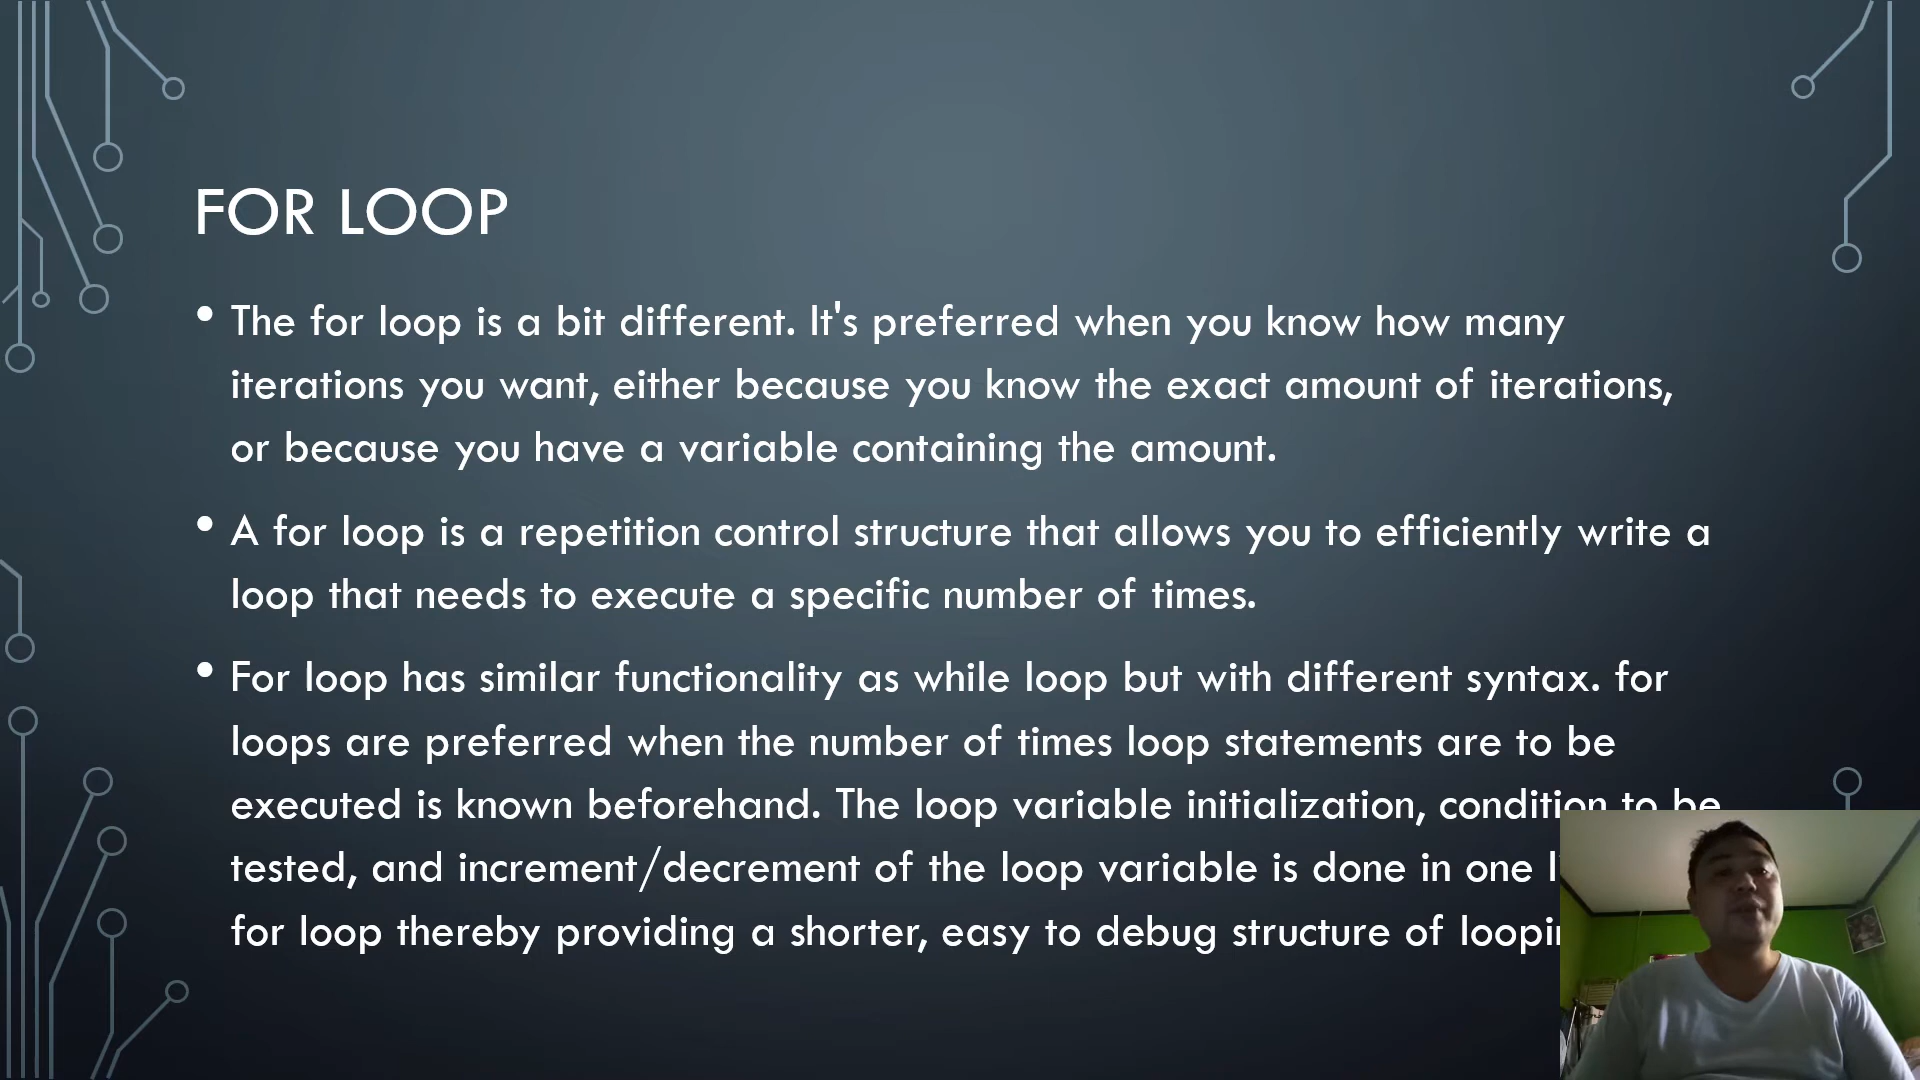 FOR LOOP
• The for loop is a bit different. It's preferred when you know how many
iterations you want, either because you know the exact amount of iterations,
or because you have a variable containing the amount.
• A for loop is a repetition control structure that allows you to efficiently write a
loop that needs to execute a specific number of times.
• For loop has similar functionality as while loop but with different syntax. for
loops are preferred when the number of times loop statements are to be
executed is known beforehand. The loop variable initialization, condition to be
tested, and increment/decrement of the loop variable is done in one
for loop thereby providing a shorter, easy to debug structure of